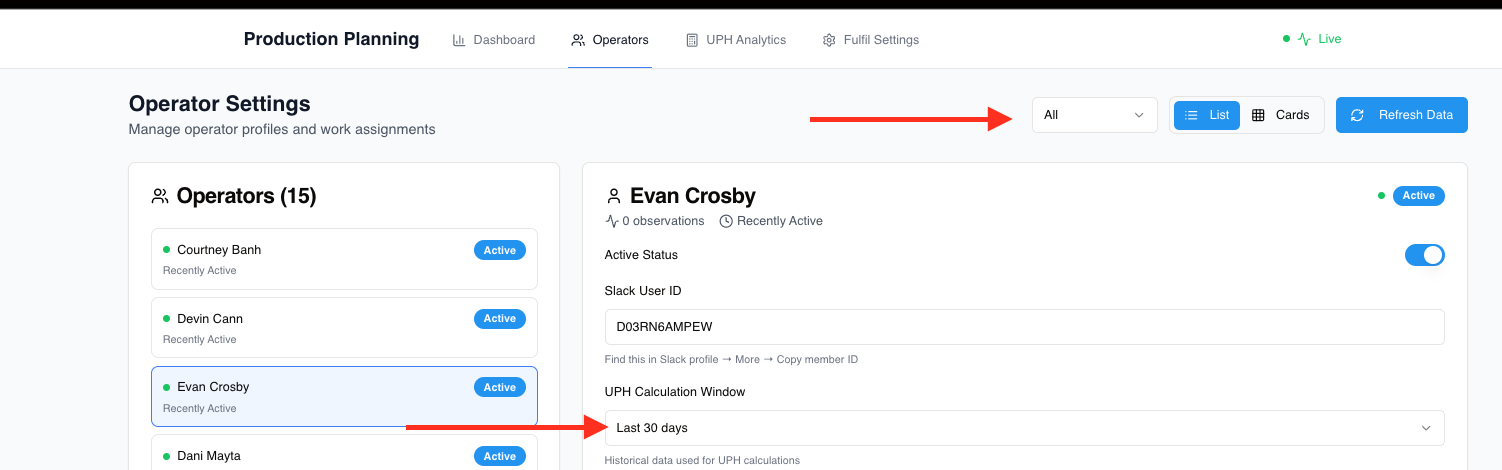 Production Planning
Dashboard
Operators
UPH Analytics
Fulfil Settings
Live
Operator Settings
Manage operator profiles and work assignments
All
List
Cards
Refresh Data
Operators (15)
Courtney Banh
Active
Recently Active
Devin Cann
Active
Recently Active
Evan Crosby
Active
Recently Active
Dani Mayta
Active
Evan Crosby
Active
0 observations
Recently Active
Active Status
Slack User ID
D03RN6AMPEW
Find this in Slack profile → More → Copy member ID
UPH Calculation Window
Last 30 days
Historical data used for UPH calculations